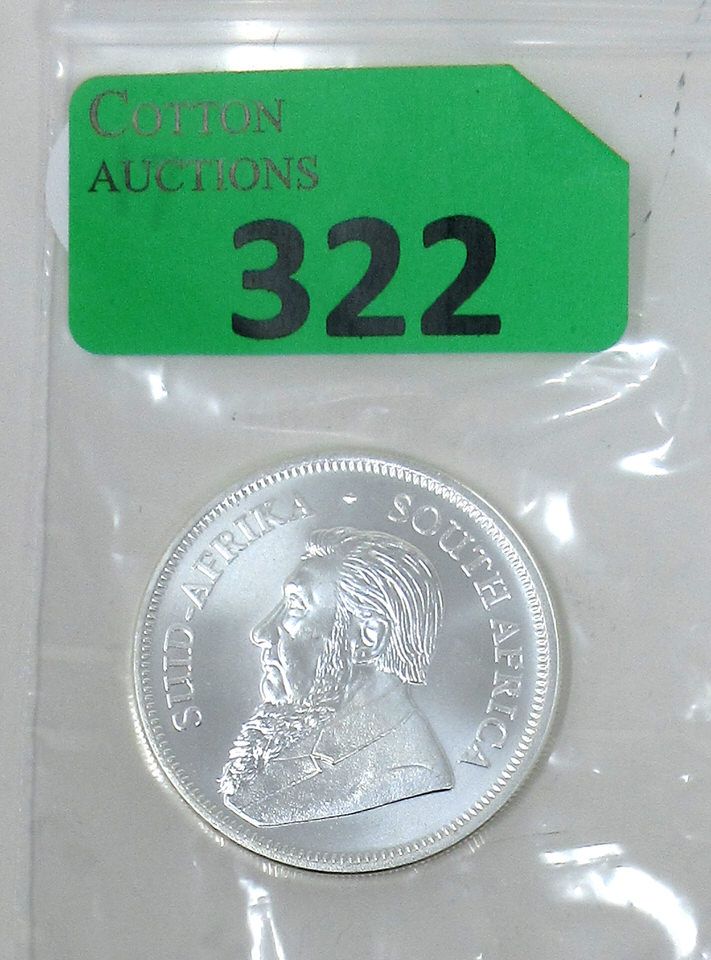 COTTON
AUCTIONS
322
SUID-AFRIKA · SOUTH AFRICA